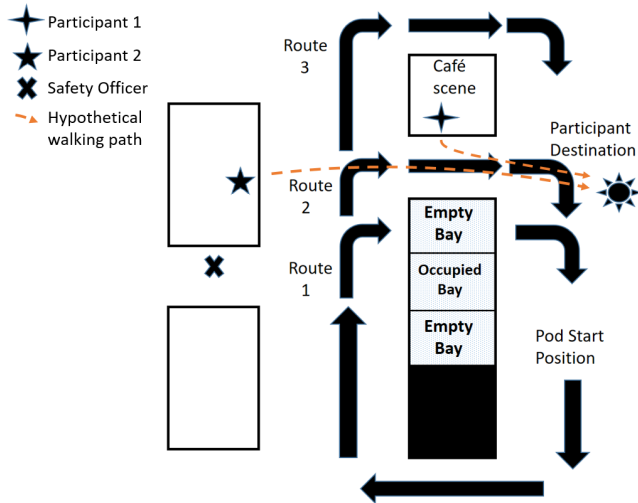 Participant 1
Participant 2
Safety Officer
Hypothetical
walking path
Route
3
Café
scene
Participant
Destination
Route
2
Empty
Bay
Route
1
Occupied
Bay
Empty
Bay
Pod Start
Position